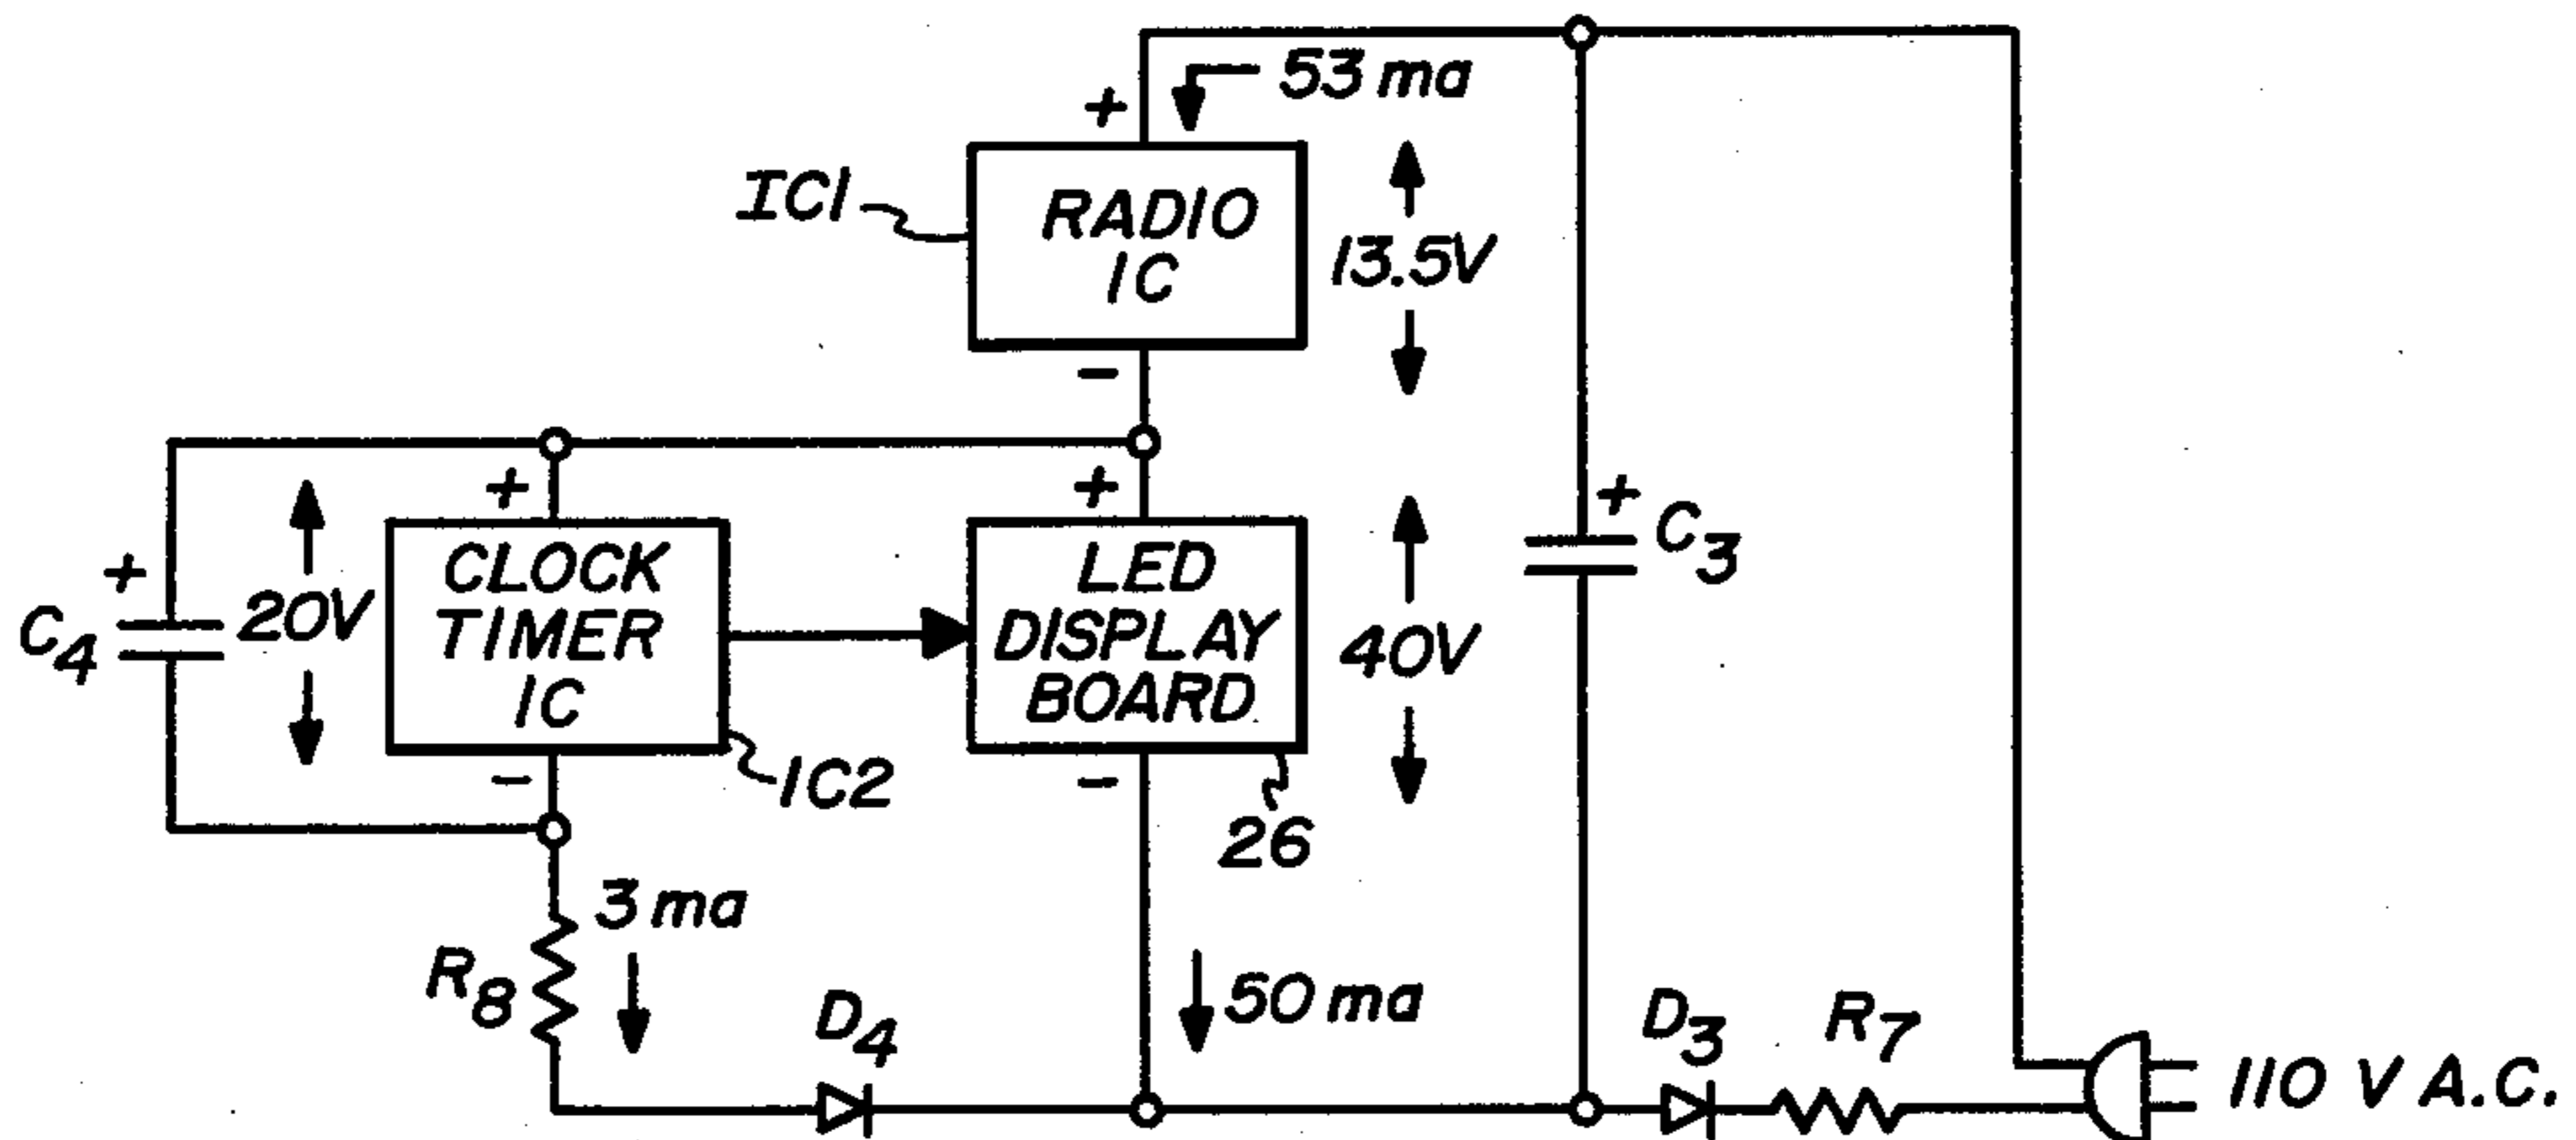 53 ma
+
IC1
RADIO
IC
13.5V
-
+
+
20V
+
C4
CLOCK
TIMER
IC
LED
DISPLAY
BOARD
40V
+
C3
-
IC2
-
26
3 ma
R8
D4
50 ma
D3
R7
110 V A.C.